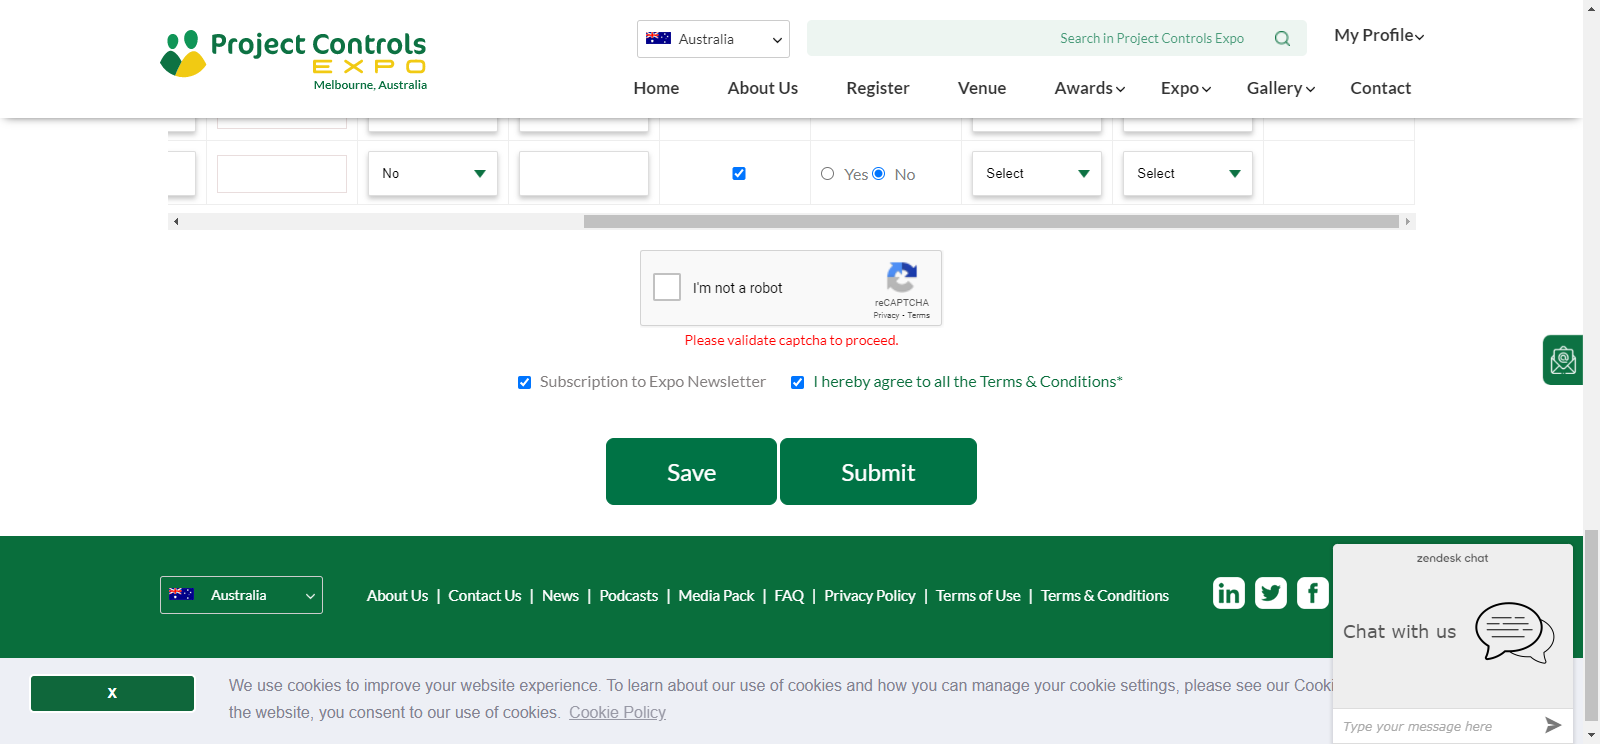 Project Controls
EXPO
Melbourne, Australia
Australia
Search in Project Controls Expo
My Profile
Home About Us Register Venue Awards Expo Gallery Contact
No Yes No Select Select
I'm not a robot
reCAPTCHA
Privacy - Terms
Please validate captcha to proceed.
Subscription to Expo Newsletter I hereby agree to all the Terms & Conditions*
Save Submit
Australia
About Us | Contact Us | News | Podcasts | Media Pack | FAQ | Privacy Policy | Terms of Use | Terms & Conditions
in f
zendesk chat
Chat with us
Type your message here
X
We use cookies to improve your website experience. To learn about our use of cookies and how you can manage your cookie settings, please see our Cooki
the website, you consent to our use of cookies. Cookie Policy